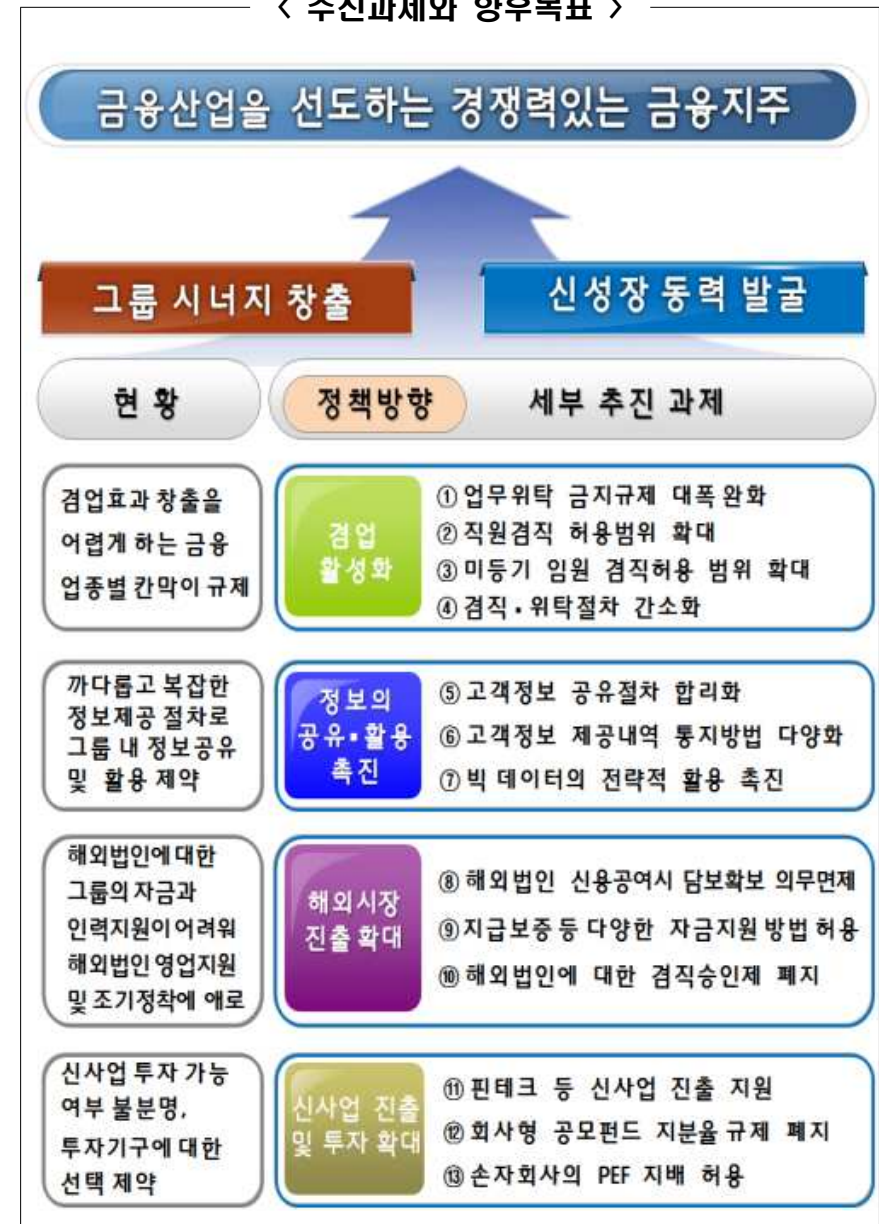 < 추진과제와 향후목표 >
금융산업을 선도하는 경쟁력있는 금융지주
그룹 시너지 창출
신성장 동력 발굴
현 황
정책방향
세부 추진 과제
겸업효과 창출을
어렵게 하는 금융
업종별 칸막이 규제
겸업
활성화
① 업무위탁 금지규제 대폭 완화
② 직원겸직 허용범위 확대
③ 미등기 임원 겸직허용 범위 확대
④ 겸직·위탁절차 간소화
까다롭고 복잡한
정보제공 절차로
그룹 내 정보공유
및 활용 제약
정보의
공유·활용
촉진
⑤ 고객정보 공유절차 합리화
⑥ 고객정보 제공내역 통지방법 다양화
⑦ 빅 데이터의 전략적 활용 촉진
해외법인에 대한
그룹의 자금과
인력지원이 어려워
해외법인 영업지원
및 조기정착에 애로
해외시장
진출 확대
⑧ 해외법인 신용공여시 담보확보 의무면제
⑨ 지급보증 등 다양한 자금지원 방법 허용
⑩ 해외법인에 대한 겸직승인제 폐지
신사업 투자 가능
여부 불분명,
투자기구에 대한
선택 제약
신사업 진출
및 투자 확대
⑪ 핀테크 등 신사업 진출 지원
⑫ 회사형 공모펀드 지분율 규제 폐지
⑬ 손자회사의 PEF 지배 허용